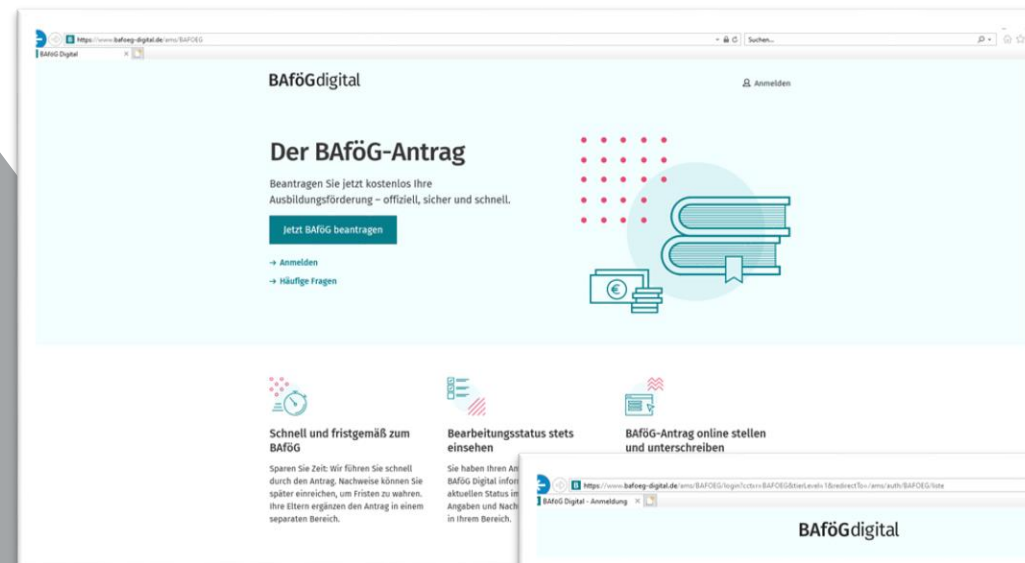 https://www.bafoeg-digital.de/ams/BAFOEG
Suchen...
BAföG Digital
BAföGdigital
Anmelden
Der BAföG-Antrag
Beantragen Sie jetzt kostenlos Ihre
Ausbildungsförderung – offiziell, sicher und schnell.
Jetzt BAföG beantragen
→ Anmelden
→ Häufige Fragen
Schnell und fristgemäß zum
BAföG
Sparen Sie Zeit: Wir führen Sie schnell
durch den Antrag. Nachweise können Sie
später einreichen, um Fristen zu wahren.
Ihre Eltern ergänzen den Antrag in einem
separaten Bereich.
Bearbeitungsstatus stets
einsehen
Sie haben Ihren An
BAföG Digital infor
aktuellen Status im
Angaben und Nach
in Ihrem Bereich.
BAföG-Antrag online stellen
und unterschreiben
BAföG Digital - Anmeldung
BAföGdigital